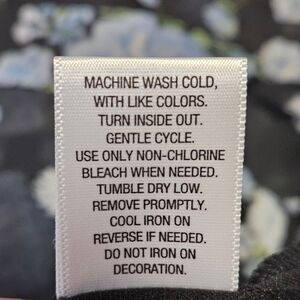 MACHINE WASH COLD,
WITH LIKE COLORS.
TURN INSIDE OUT.
GENTLE CYCLE.
USE ONLY NON-CHLORINE
BLEACH WHEN NEEDED.
TUMBLE DRY LOW.
REMOVE PROMPTLY.
COOL IRON ON
REVERSE IF NEEDED.
DO NOT IRON ON
DECORATION.